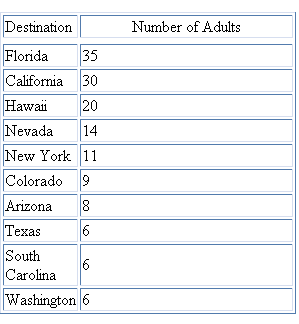 Destination Number of Adults
Florida 35
California 30
Hawaii 20
Nevada 14
New York 11
Colorado 9
Arizona 8
Texas 6
South
Carolina 6
Washington 6